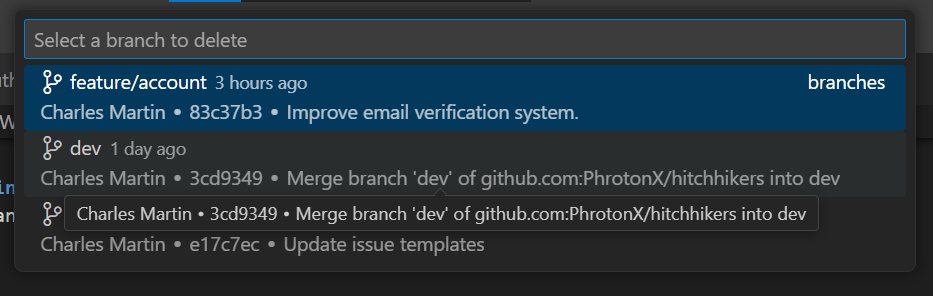 Select a branch to delete
feature/account 3 hours ago branches
Charles Martin • 83c37b3 • Improve email verification system.
dev 1 day ago
Charles Martin • 3cd9349 • Merge branch 'dev' of github.com:PhrotonX/hitchhikers into dev
Charles Martin • 3cd9349 • Merge branch 'dev' of github.com:PhrotonX/hitchhikers into dev
Charles Martin • e17c7ec • Update issue templates